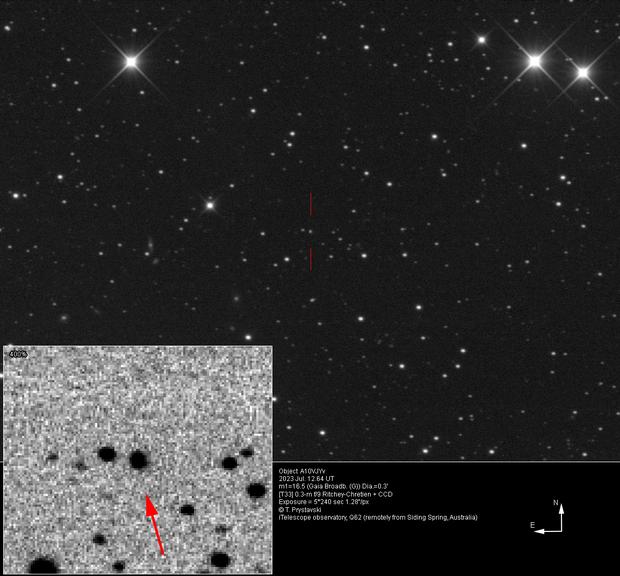 400%
Object A10VJYv
2023 Jul. 12.64 UT
m1=16.5 (Gaia Broadb. (G)) Dia.=0.3'
[T33] 0.3-m f/9 Ritchey-Chretien + CCD
Exposure = 5*240 sec 1.28"/px
© T. Prystavski
iTelescope observatory, Q62 (remotely from Siding Spring, Australia)
N
E